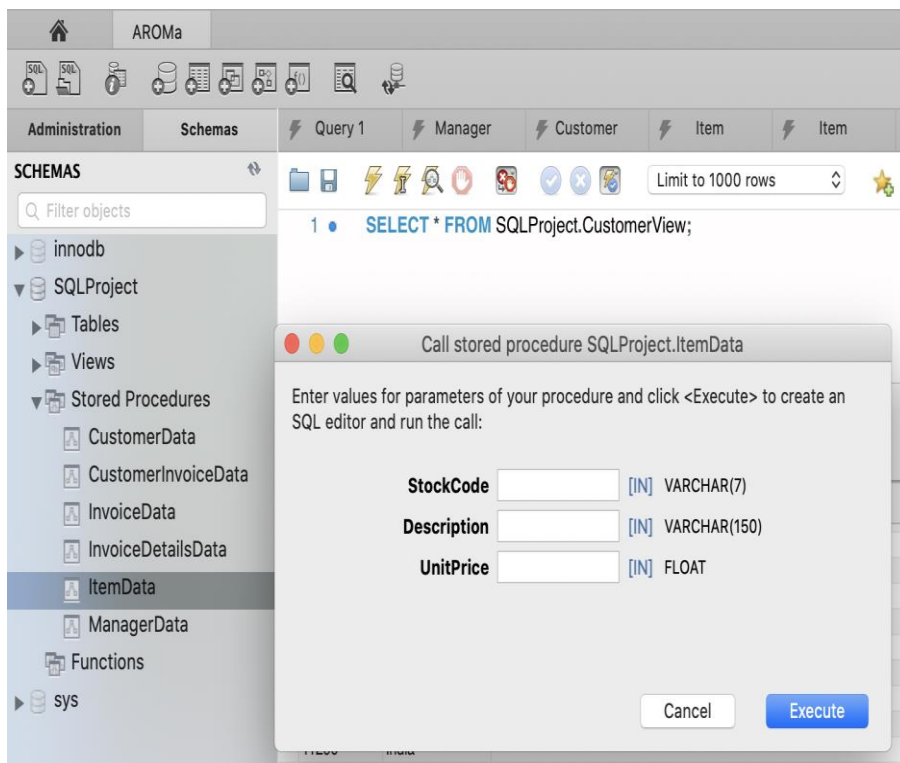 AROMa
SQL SQL
Administration Schemas Query 1 Manager Customer Item Item
SCHEMAS
Limit to 1000 rows
Filter objects
1 SELECT * FROM SQLProject.CustomerView;
innodb
SQLProject
Tables
Views
Stored Procedures
CustomerData
CustomerInvoiceData
InvoiceData
InvoiceDetailsData
ItemData
ManagerData
Functions
sys
Call stored procedure SQLProject.ItemData
Enter values for parameters of your procedure and click <Execute> to create an
SQL editor and run the call:
StockCode [IN] VARCHAR(7)
Description [IN] VARCHAR(150)
UnitPrice [IN] FLOAT
Cancel Execute